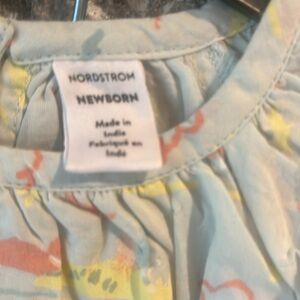 NORDSTROM
NEWBORN
Made in
India
Fabriqué en
Inde